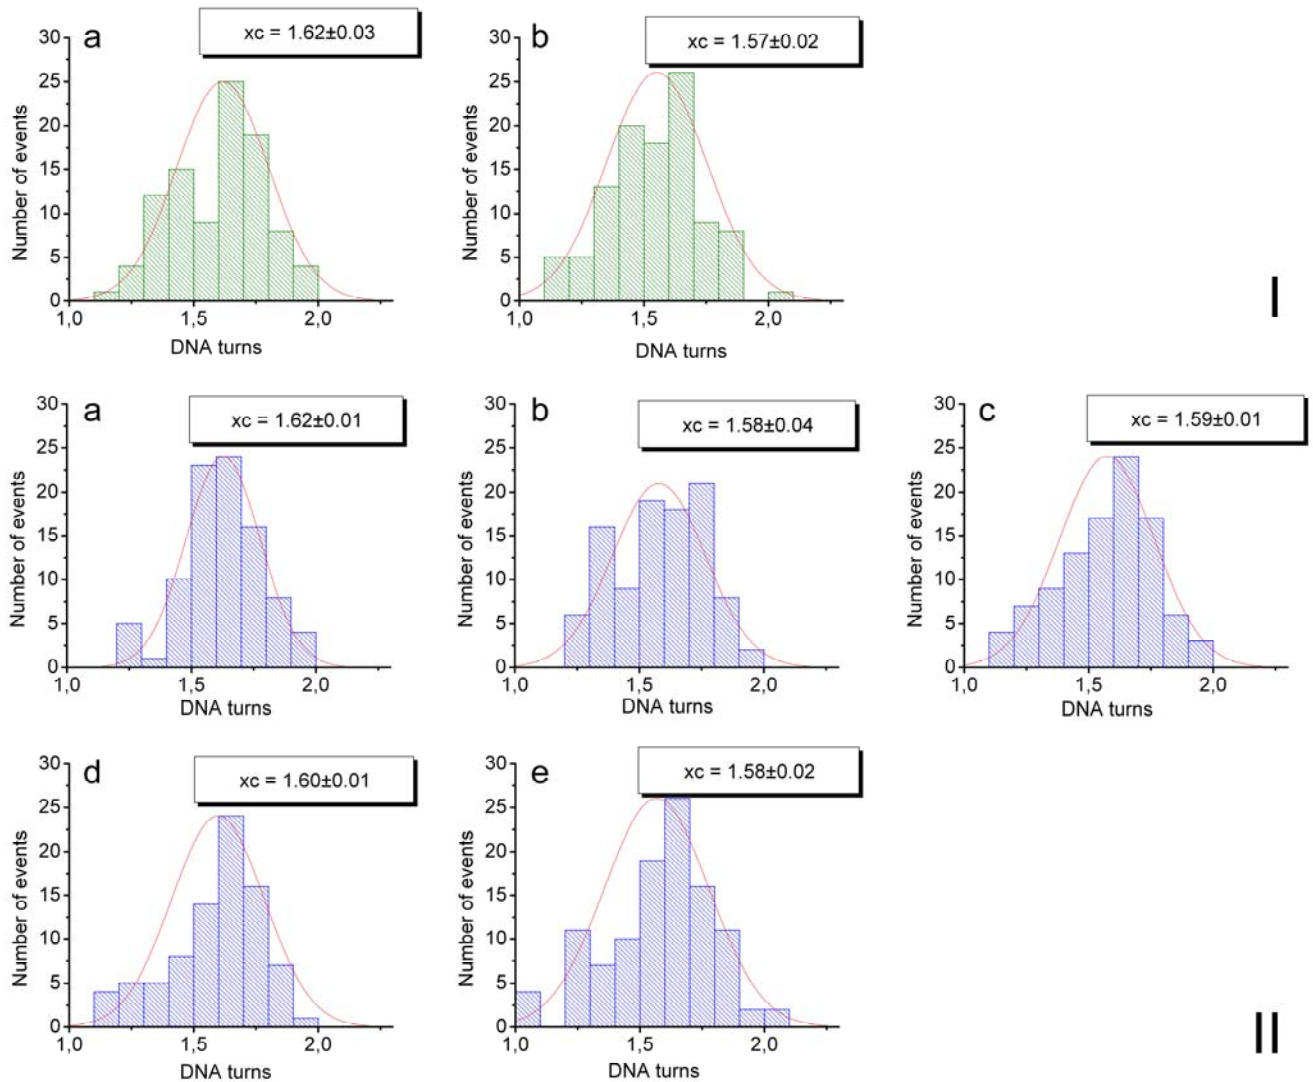 a
xc = 1.62±0.03
30
25
20
15
10
5
0
Number of events
1,0
1,5
2,0
DNA turns
b
xc = 1.57±0.02
30
25
20
15
10
5
0
Number of events
1,0
1,5
2,0
DNA turns
I
a
xc = 1.62±0.01
30
25
20
15
10
5
0
Number of events
1,0
1,5
2,0
DNA turns
b
xc = 1.58±0.04
30
25
20
15
10
5
0
Number of events
1,0
1,5
2,0
DNA turns
c
xc = 1.59±0.01
30
25
20
15
10
5
0
Number of events
1,0
1,5
2,0
DNA turns
d
xc = 1.60±0.01
30
25
20
15
10
5
0
Number of events
1,0
1,5
2,0
DNA turns
e
xc = 1.58±0.02
30
25
20
15
10
5
0
Number of events
1,0
1,5
2,0
DNA turns
II